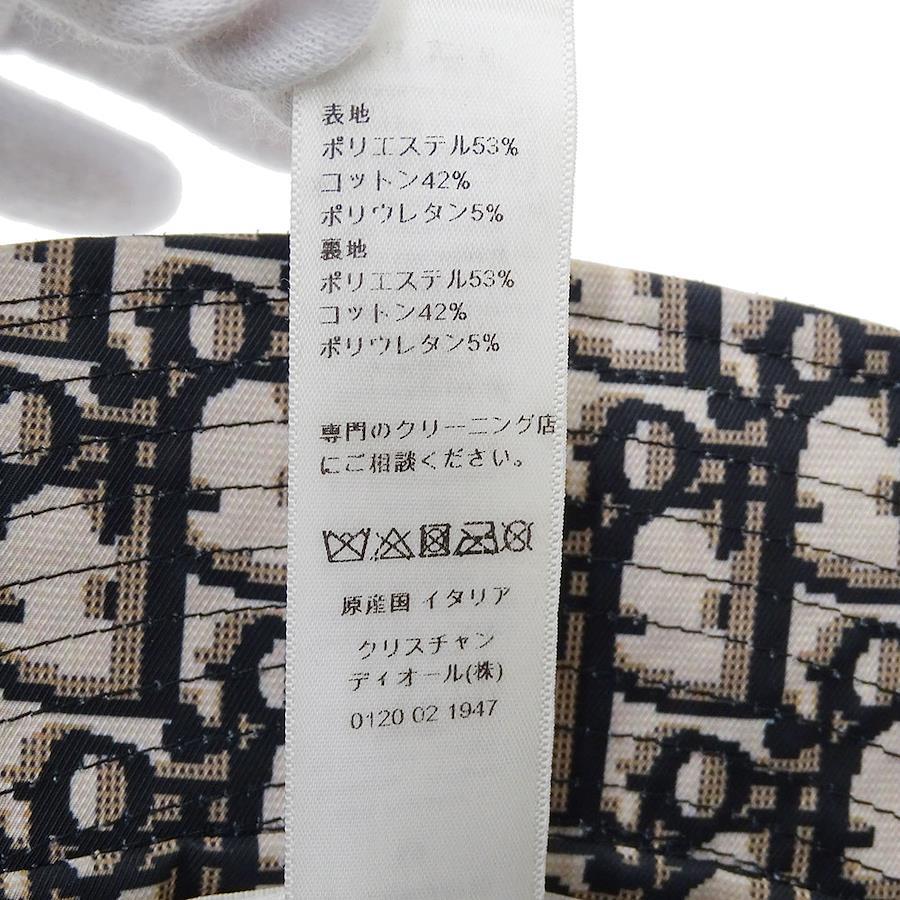 表地
ポリエステル53%
コットン42%
ポリウレタン5%
裏地
ポリエステル53%
コットン42%
ポリウレタン5%
専門のクリーニング店
にご相談ください。
原産国 イタリア
クリスチャン
ディオール(株)
0120 02 1947